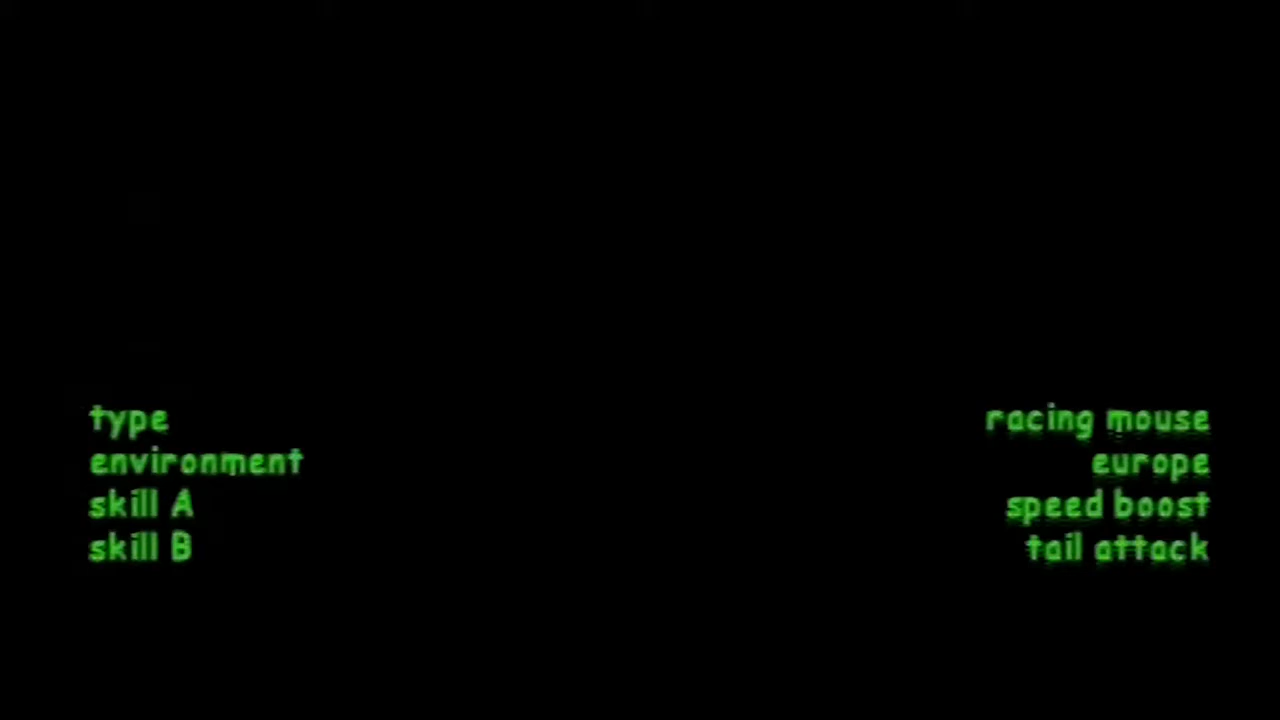 type racing mouse
environment europe
skill A speed boost
skill B tail attack